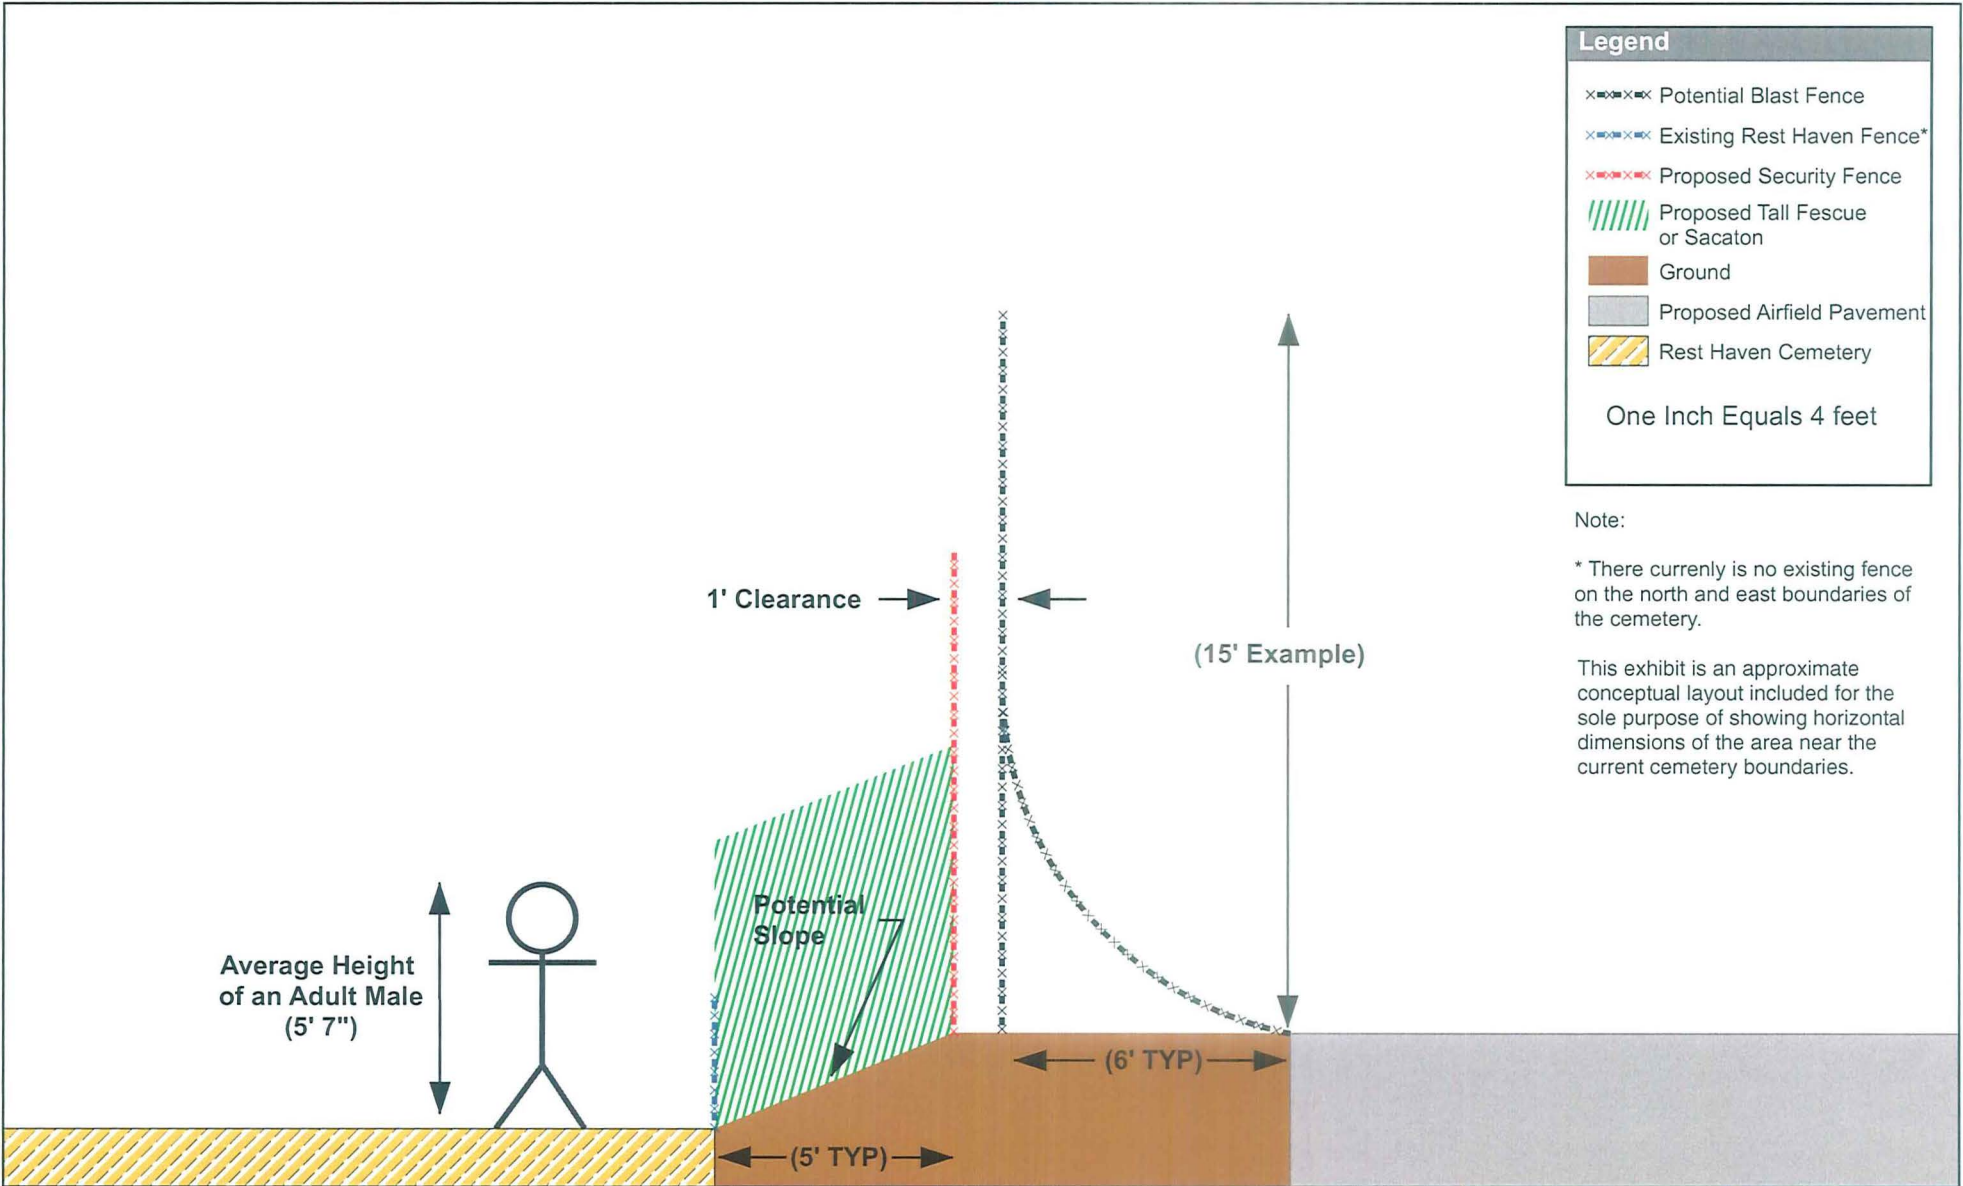 Legend
Potential Blast Fence
Existing Rest Haven Fence*
Proposed Security Fence
Proposed Tall Fescue
or Sacaton
Ground
Proposed Airfield Pavement
Rest Haven Cemetery
One Inch Equals 4 feet
Note:
* There currenly is no existing fence
on the north and east boundaries of
the cemetery.
This exhibit is an approximate
conceptual layout included for the
sole purpose of showing horizontal
dimensions of the area near the
current cemetery boundaries.
1' Clearance
(15' Example)
Potential
Slope
Average Height
of an Adult Male
(5' 7")
(6' TYP)
(5' TYP)